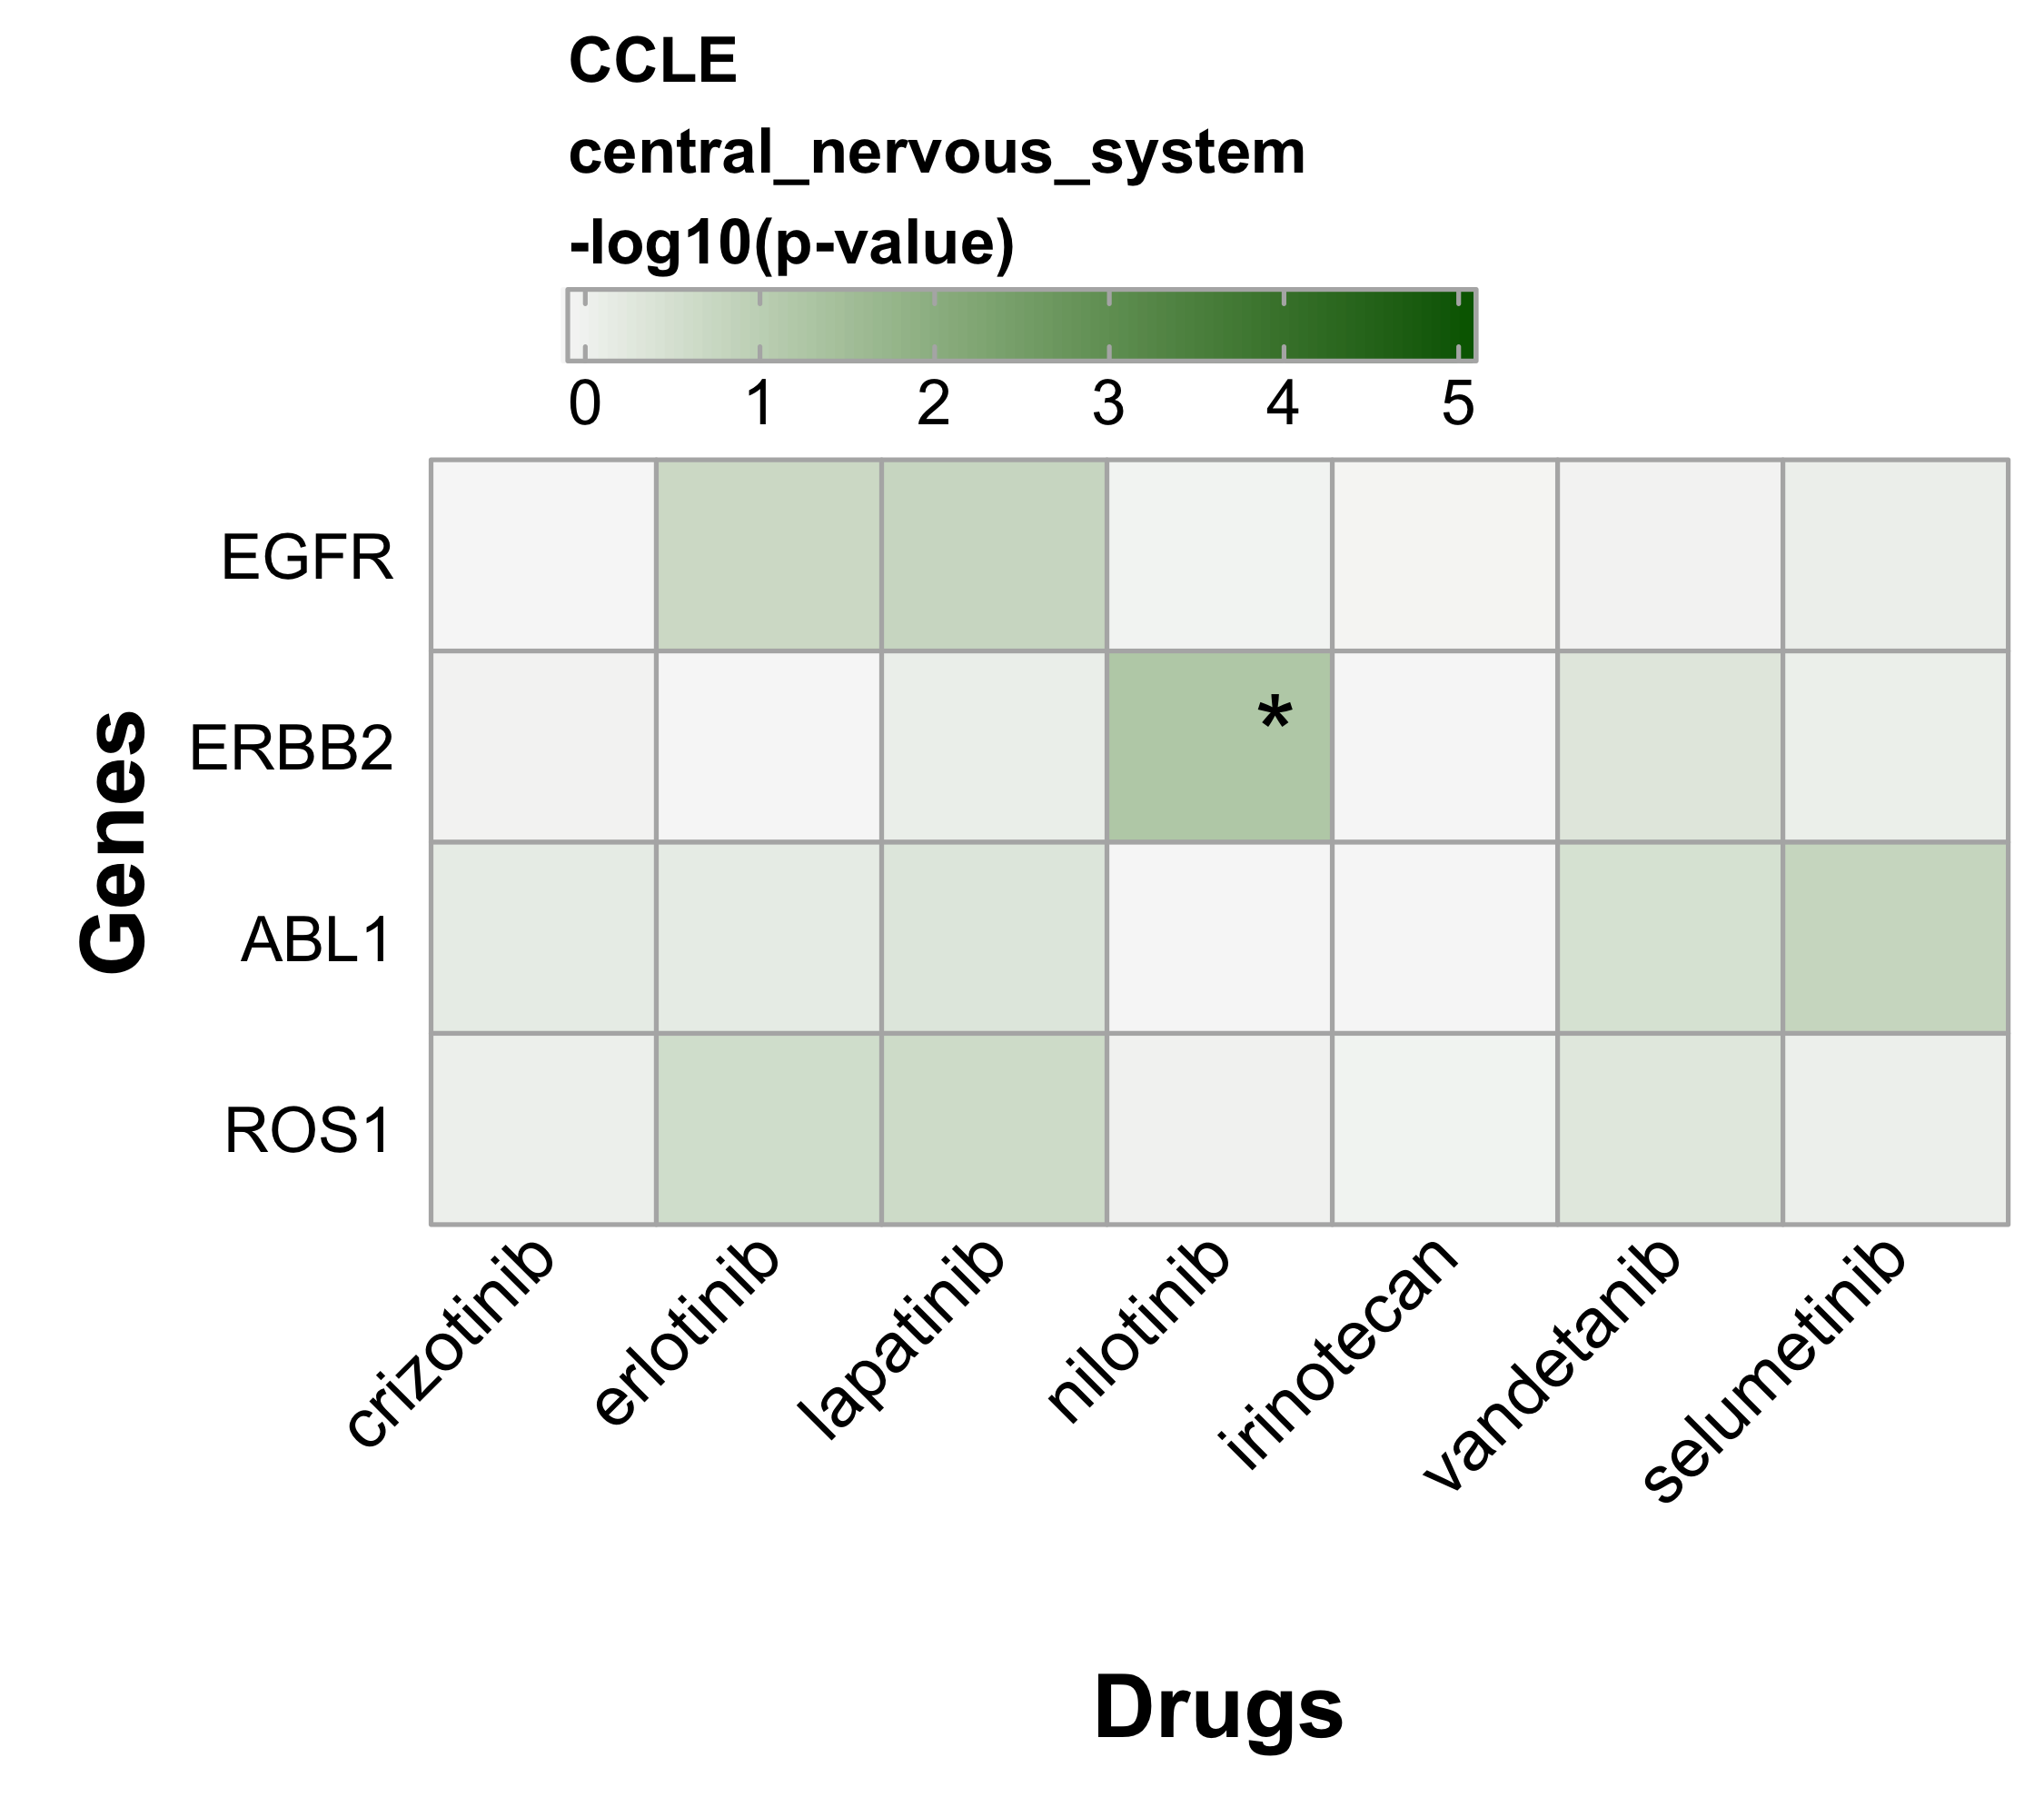 CCLE
central_nervous_system
-log10(p-value)
0 1 2 3 4 5
Genes
EGFR
ERBB2 *
ABL1
ROS1
crizotinib erlotinib lapatinib nilotinib irinotecan vandetanib selumetinib
Drugs